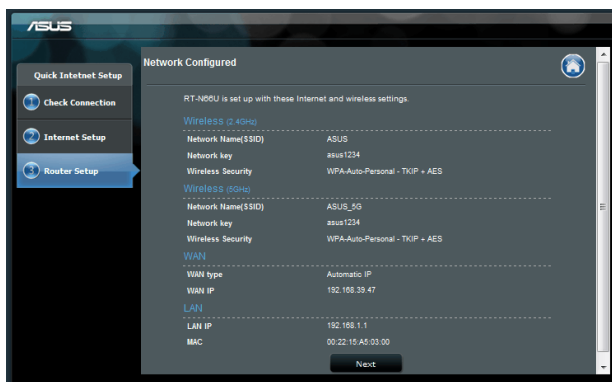 ASUS
Quick Intetnet Setup
1 Check Connection
2 Internet Setup
3 Router Setup
Network Configured
RT-N66U is set up with these Internet and wireless settings.
Wireless (2.4GHz)
Network Name(SSID) ASUS
Network key asus1234
Wireless Security WPA-Auto-Personal - TKIP + AES
Wireless (5GHz)
Network Name(SSID) ASUS_5G
Network key asus1234
Wireless Security WPA-Auto-Personal - TKIP + AES
WAN
WAN type Automatic IP
WAN IP 192.168.39.47
LAN
LAN IP 192.168.1.1
MAC 00:22:15:A5:03:00
Next